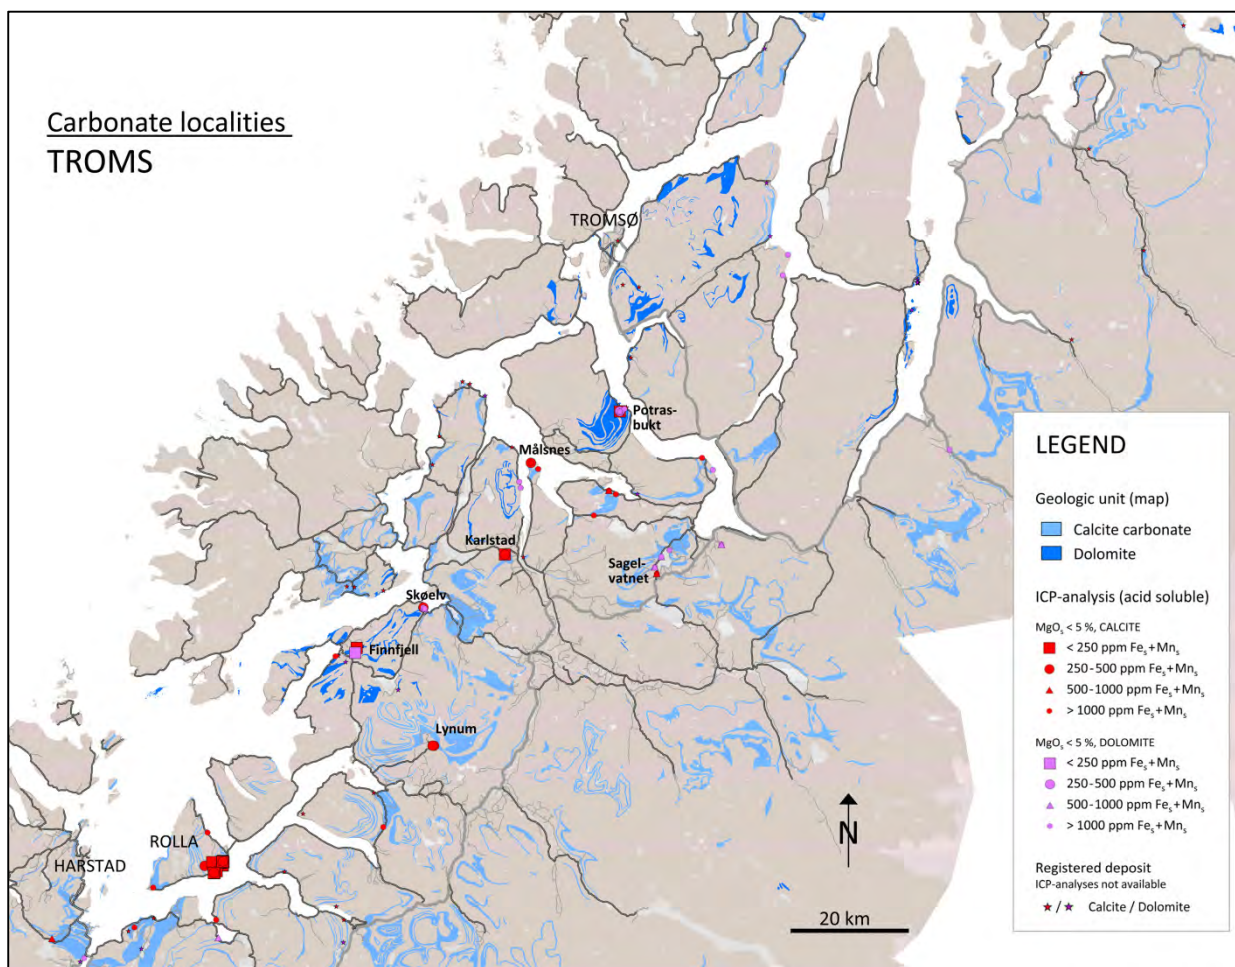 Carbonate localities
TROMS
TROMSØ
Potras-
bukt
Målsnes
Karlstad
Sagel-
vatnet
Skøelv
Finnfjell
Lynum
ROLLA
HARSTAD
N
20 km
LEGEND
Geologic unit (map)
Calcite carbonate
Dolomite
ICP-analysis (acid soluble)
MgOs < 5 %, CALCITE
< 250 ppm Fes+Mns
250-500 ppm Fes+Mns
500-1000 ppm Fes+Mns
> 1000 ppm Fes+Mns
MgOs < 5 %, DOLOMITE
< 250 ppm Fes+Mns
250-500 ppm Fes+Mns
500-1000 ppm Fes+Mns
> 1000 ppm Fes+Mns
Registered deposit
ICP-analyses not available
/ Calcite / Dolomite